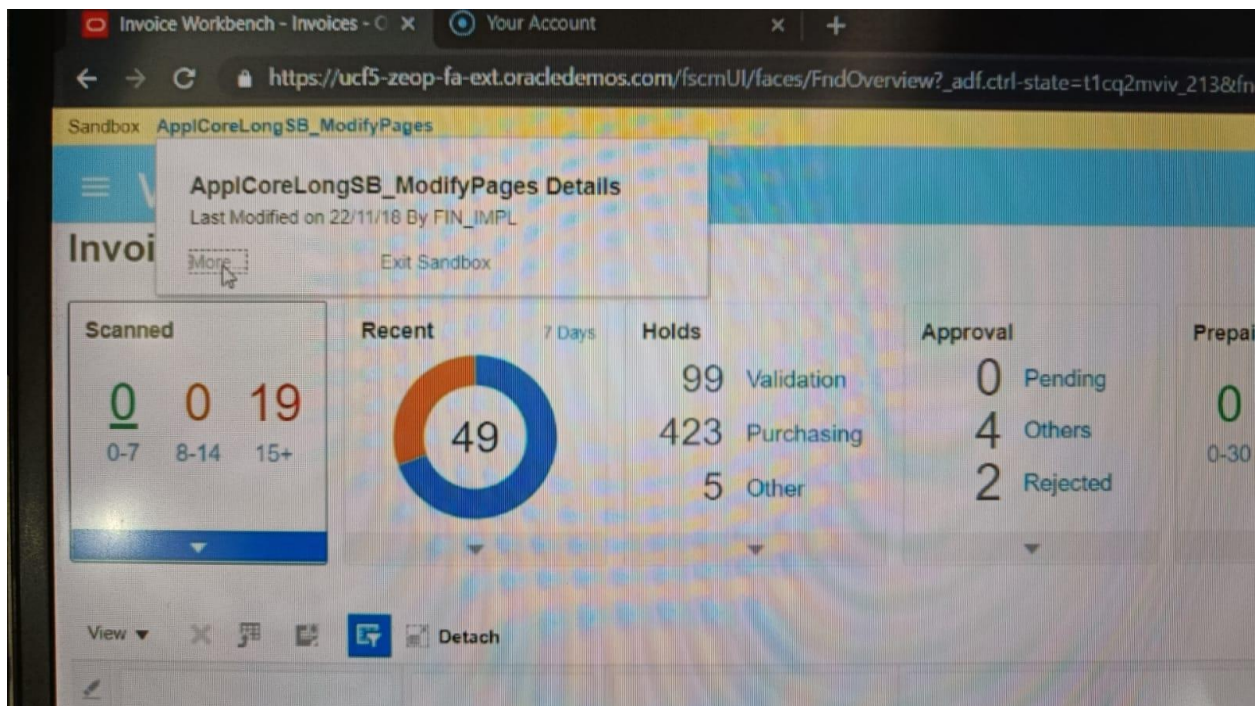 Invoice Workbench - Invoices -
Your Account
https://ucf5-zeop-fa-ext.oracledemos.com/fscmUI/faces/FndOverview?_adf.ctrl-state=t1cq2mviv_213&fn
Sandbox ApplCoreLongSB_ModifyPages
ApplCoreLongSB_ModifyPages Details
Last Modified on 22/11/18 By FIN_IMPL
More...
Exit Sandbox
Invoi
Scanned
0 0 19
0-7 8-14 15+
Recent 7 Days
49
Holds
99 Validation
423 Purchasing
5 Other
Approval
0 Pending
4 Others
2 Rejected
Prepai
0
0-30
View
Detach